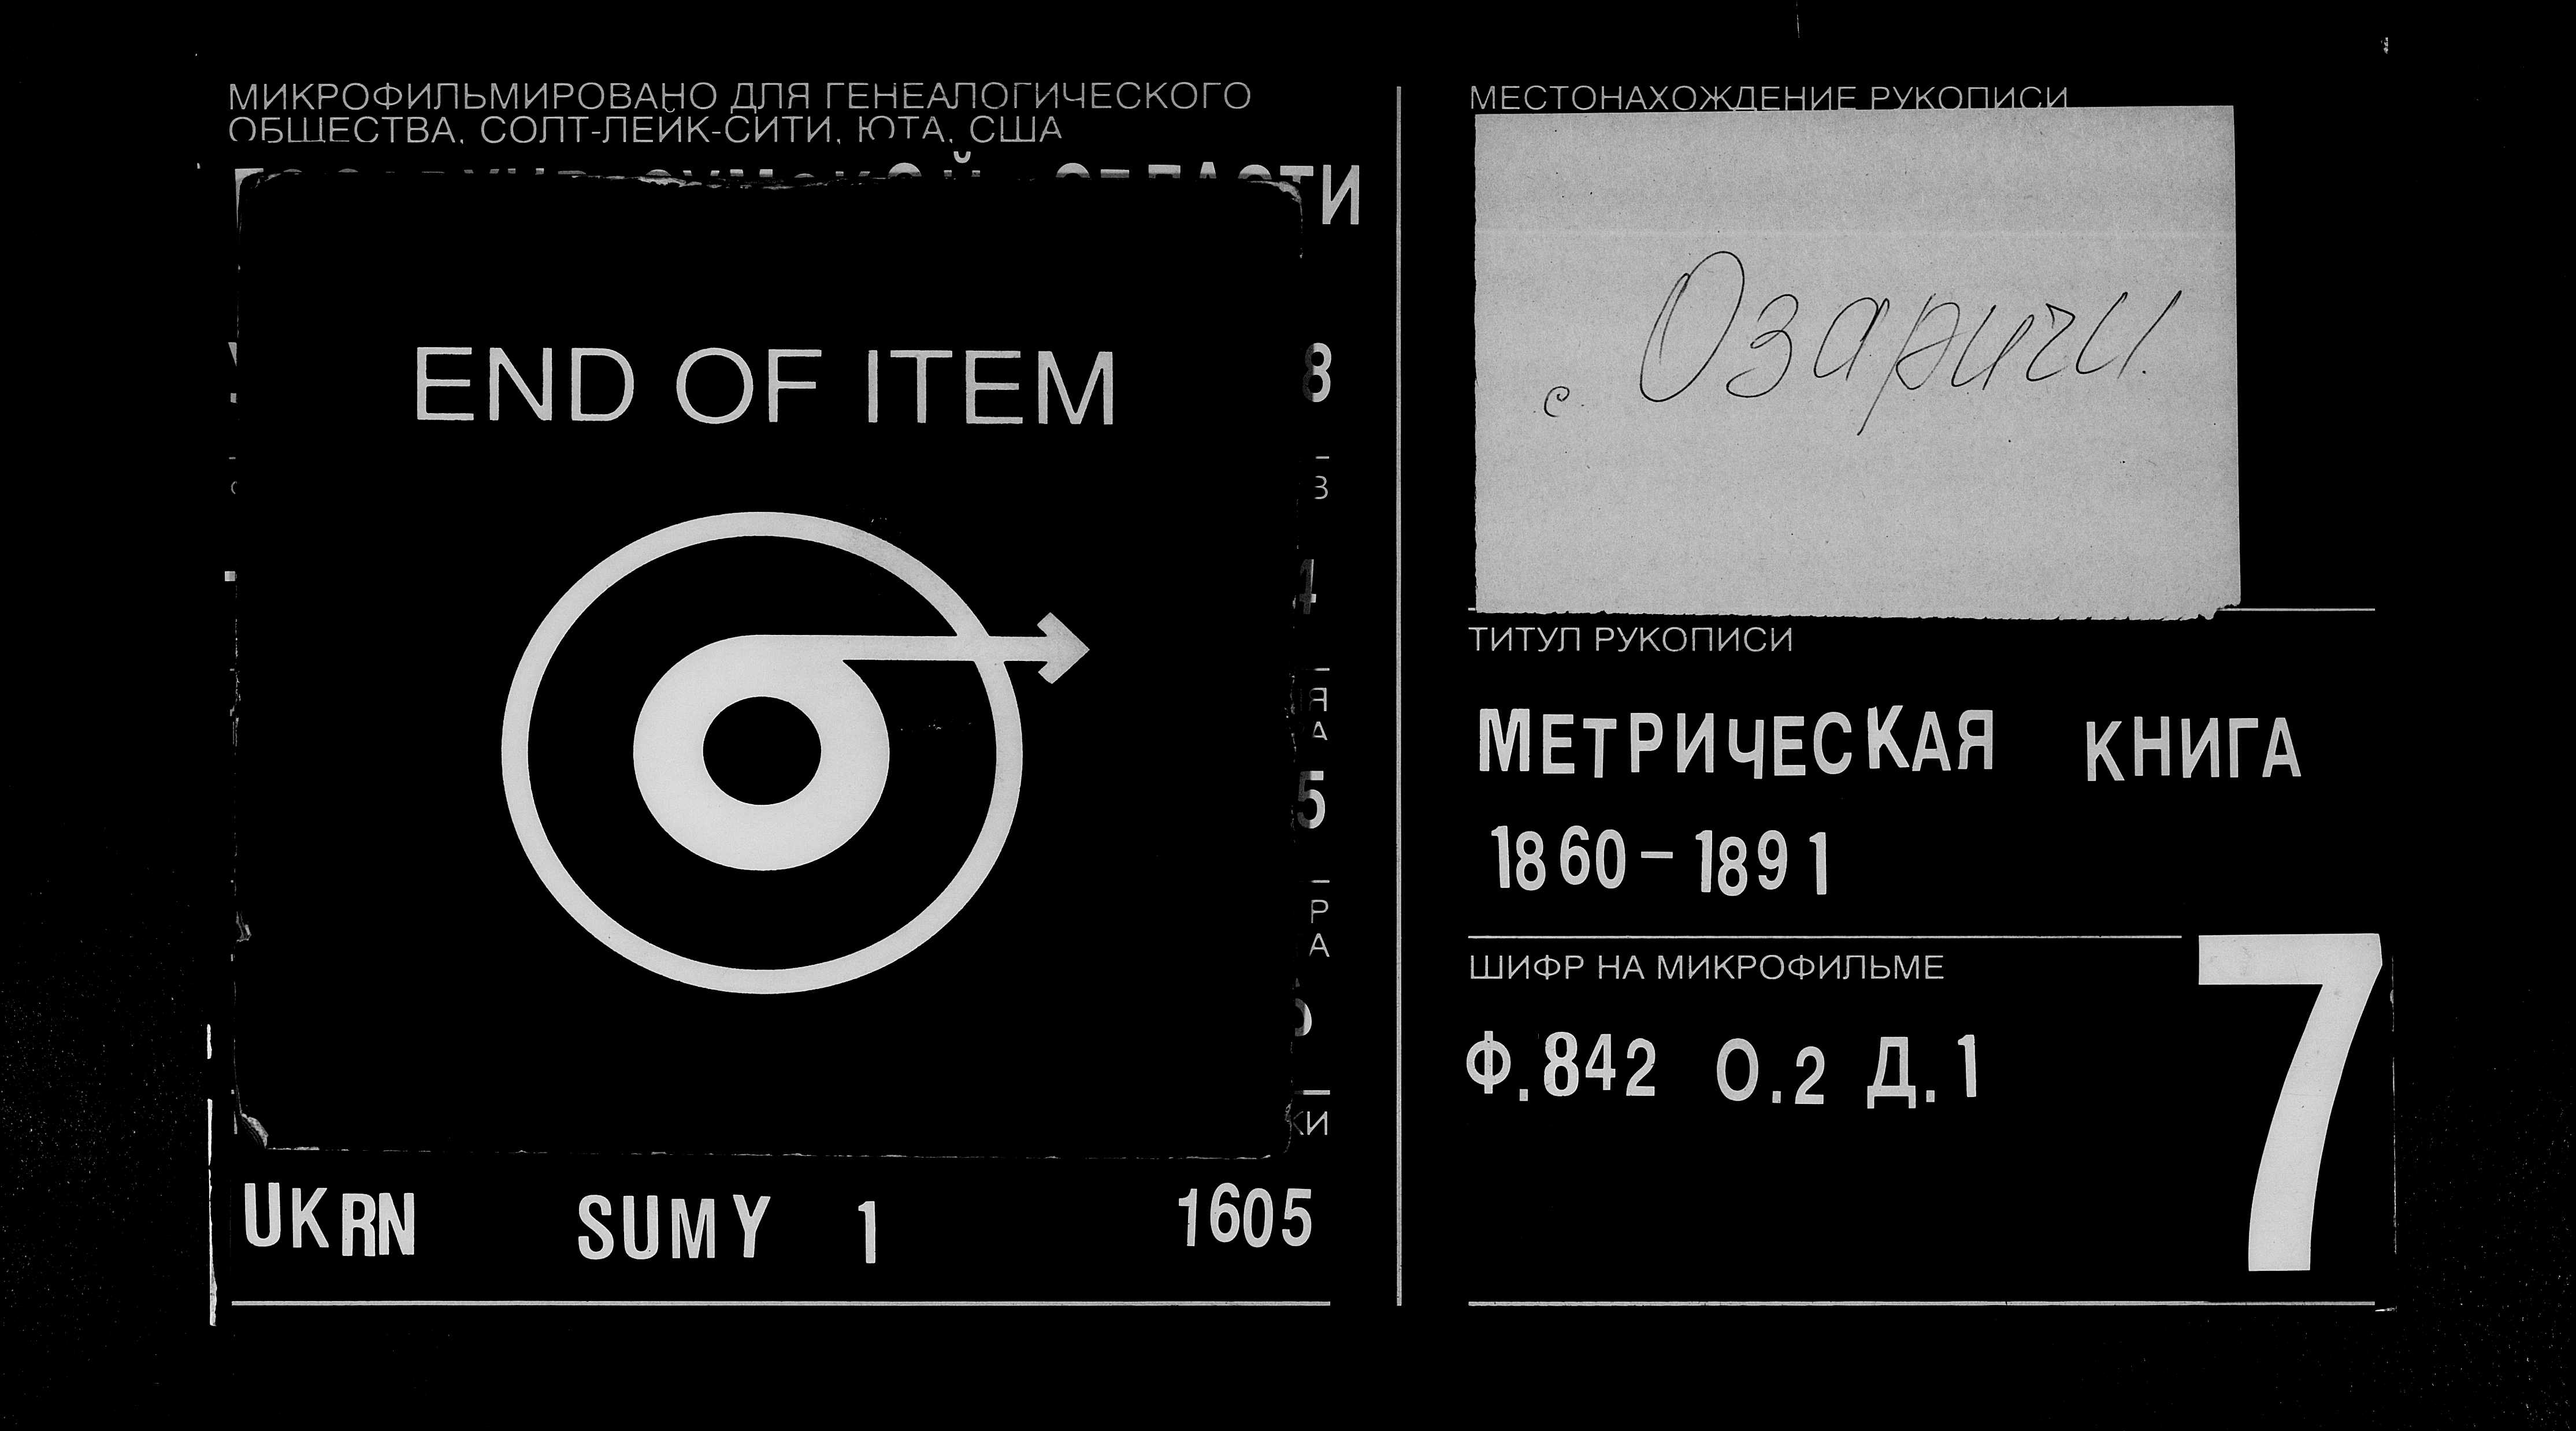 МИКРОФИЛЬМИРОВАНО ДЛЯ ГЕНЕАЛОГИЧЕСКОГО
ОБЩЕСТВА, СОЛТ-ЛЕЙК-СИТИ, ЮТА, США
END OF ITEM
UKRN SUMY 1 1605
МЕСТОНАХОЖДЕНИЕ РУКОПИСИ
с. Озаричи.
ТИТУЛ РУКОПИСИ
МЕТРИЧЕСКАЯ КНИГА
1860-1891
ШИФР НА МИКРОФИЛЬМЕ
Ф.842 О.2 Д.1
7